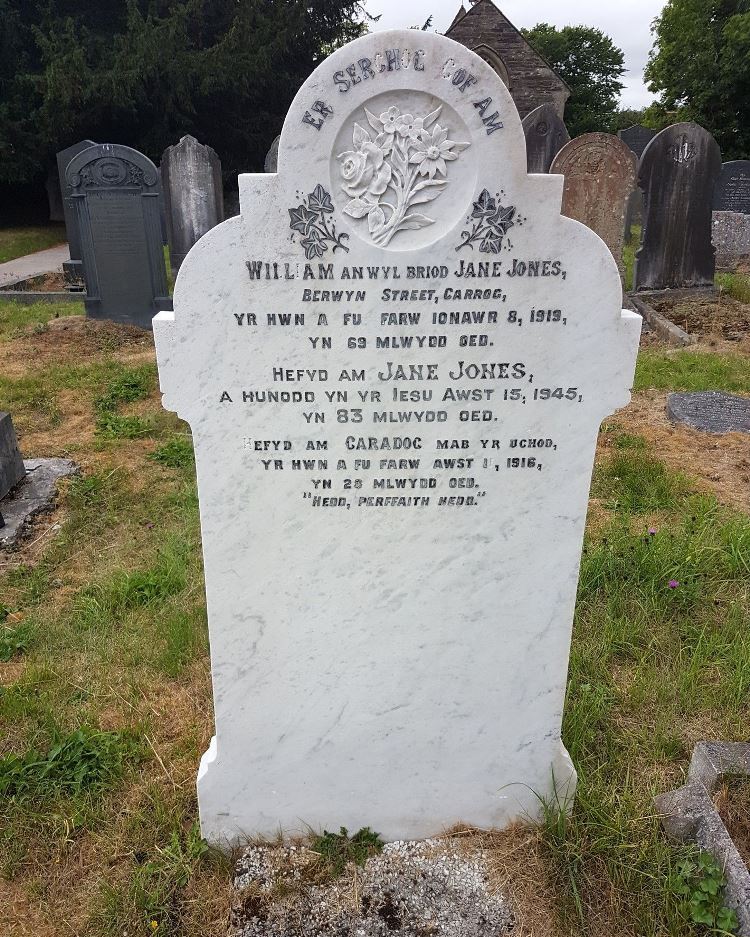 ER SERCHOG GOF AM
WILLIAM ANWYL BRIOD JANE JONES,
BERWYN STREET, CARROG,
YR HWN A FU FARW IONAWR 8, 1919,
YN 69 MLWYDD OED.
HEFYD AM JANE JONES,
A HUNODD YN YR IESU AWST 15, 1945,
YN 83 MLWYDD OED.
HEFYD AM CARADOC MAB YR UCHOD,
YR HWN A FU FARW AWST 1916,
YN 28 MLWYDD OED.
"HEDD, PERFFAITH HEDD."